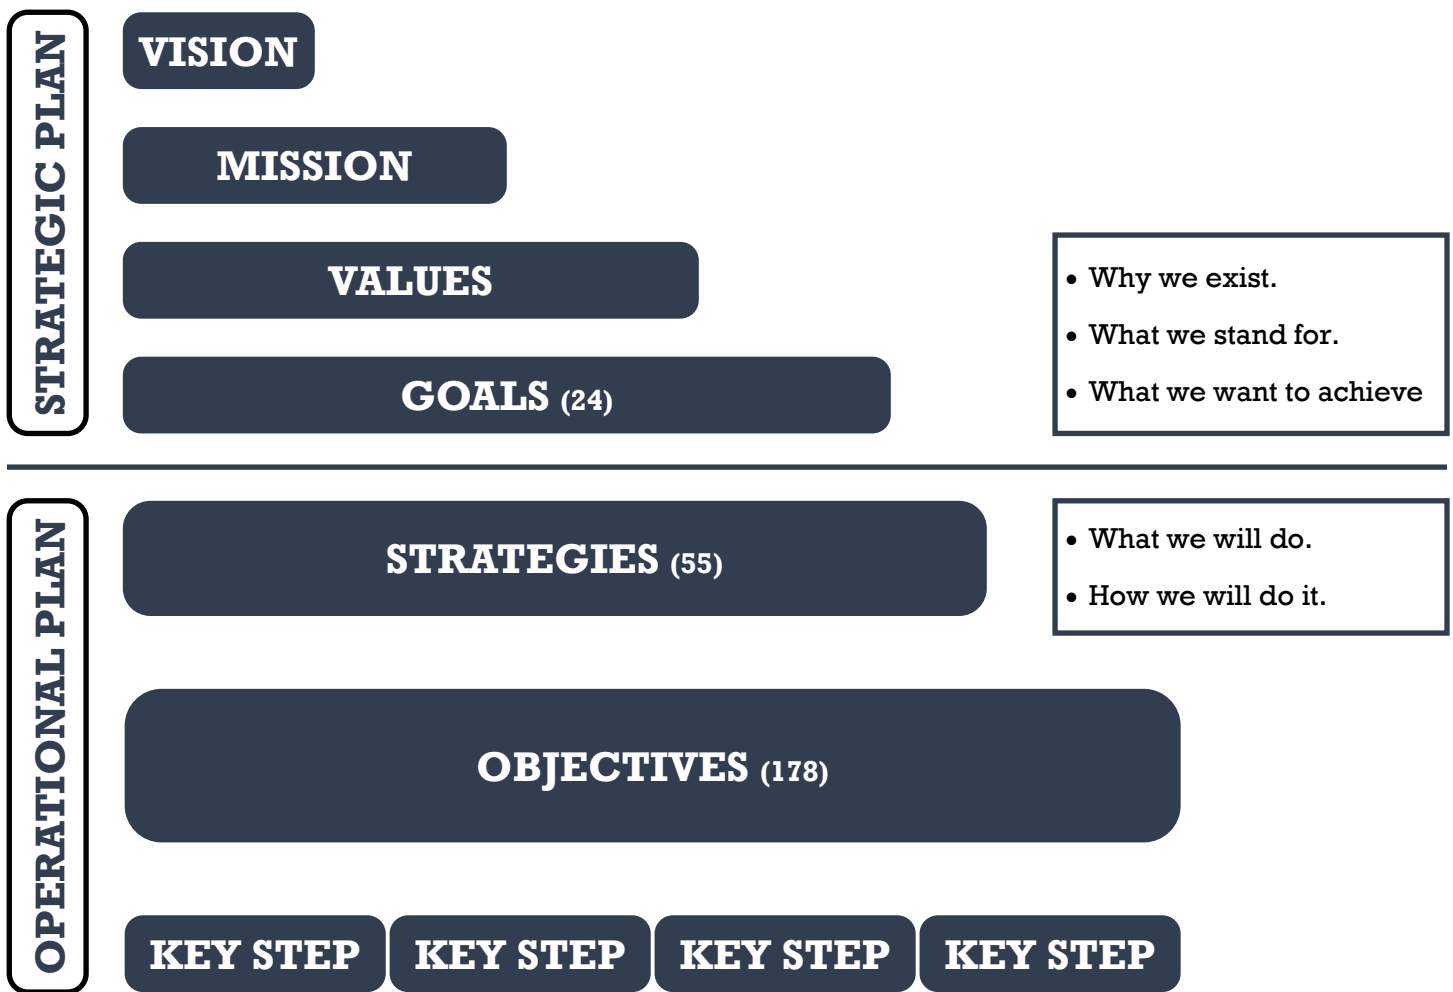 STRATEGIC PLAN
VISION
MISSION
VALUES
GOALS (24)
• Why we exist.
• What we stand for.
• What we want to achieve
OPERATIONAL PLAN
STRATEGIES (55)
• What we will do.
• How we will do it.
OBJECTIVES (178)
KEY STEP KEY STEP KEY STEP KEY STEP